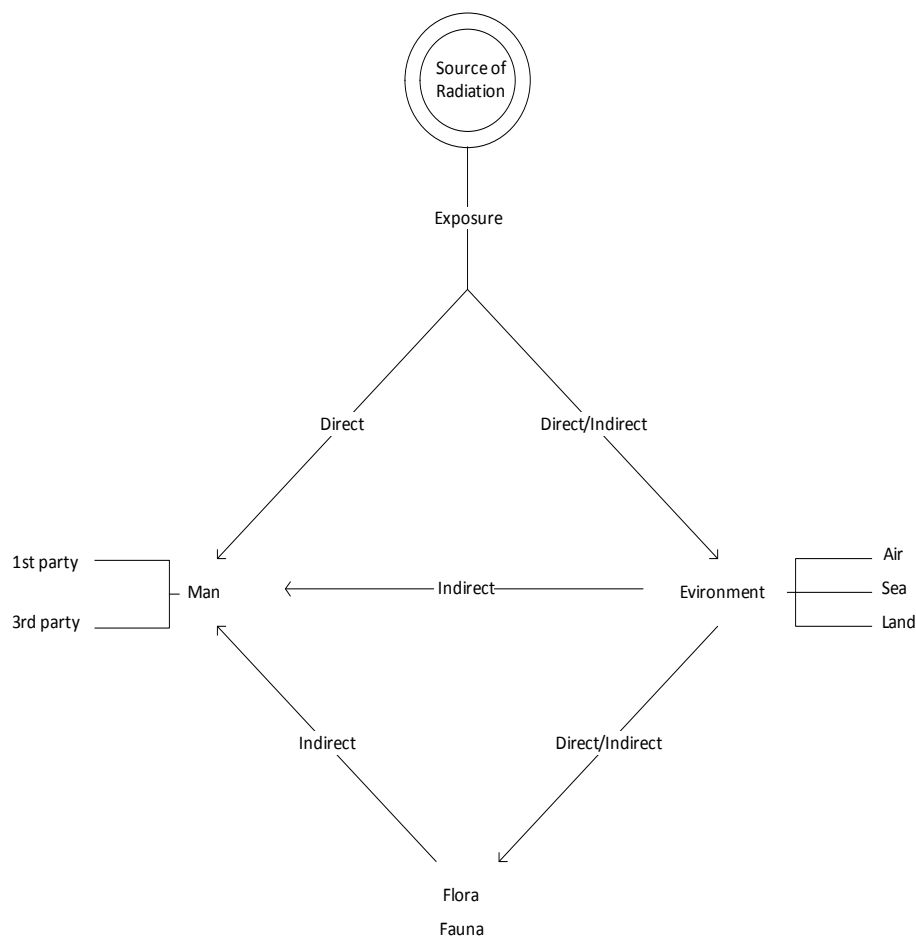 Source of
Radiation
Exposure
Direct
Direct/Indirect
1st party
3rd party
Man
Indirect
Evironment
Air
Sea
Land
Indirect
Direct/Indirect
Flora
Fauna